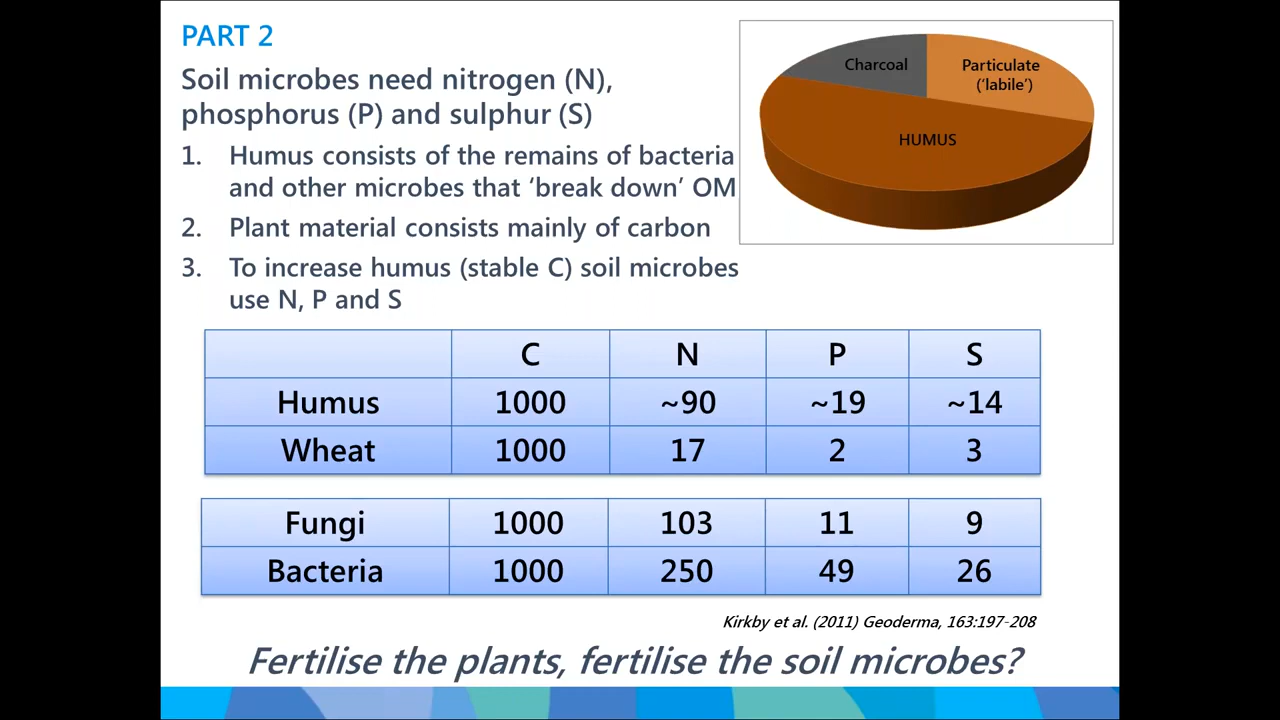 PART 2
Soil microbes need nitrogen (N),
phosphorus (P) and sulphur (S)
1. Humus consists of the remains of bacteria
and other microbes that ‘break down’ OM
2. Plant material consists mainly of carbon
3. To increase humus (stable C) soil microbes
use N, P and S
Charcoal
Particulate
(‘labile’)
HUMUS
C N P S
Humus 1000 ~90 ~19 ~14
Wheat 1000 17 2 3
Fungi 1000 103 11 9
Bacteria 1000 250 49 26
Kirkby et al. (2011) Geoderma, 163:197-208
Fertilise the plants, fertilise the soil microbes?